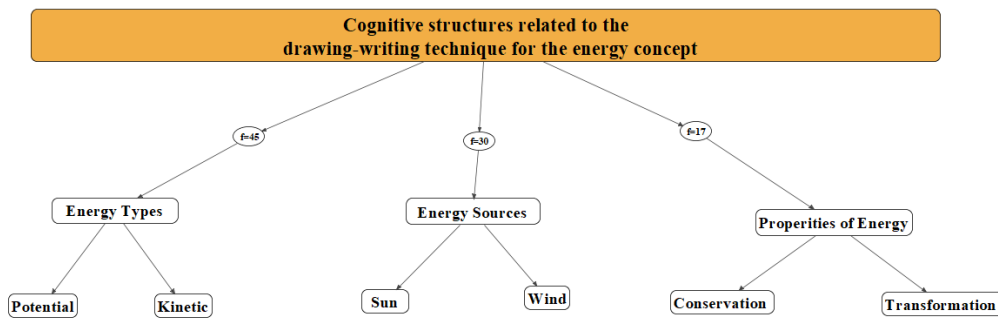 Cognitive structures related to the
drawing-writing technique for the energy concept
f=45
f=30
f=17
Energy Types
Energy Sources
Properities of Energy
Potential
Kinetic
Sun
Wind
Conservation
Transformation